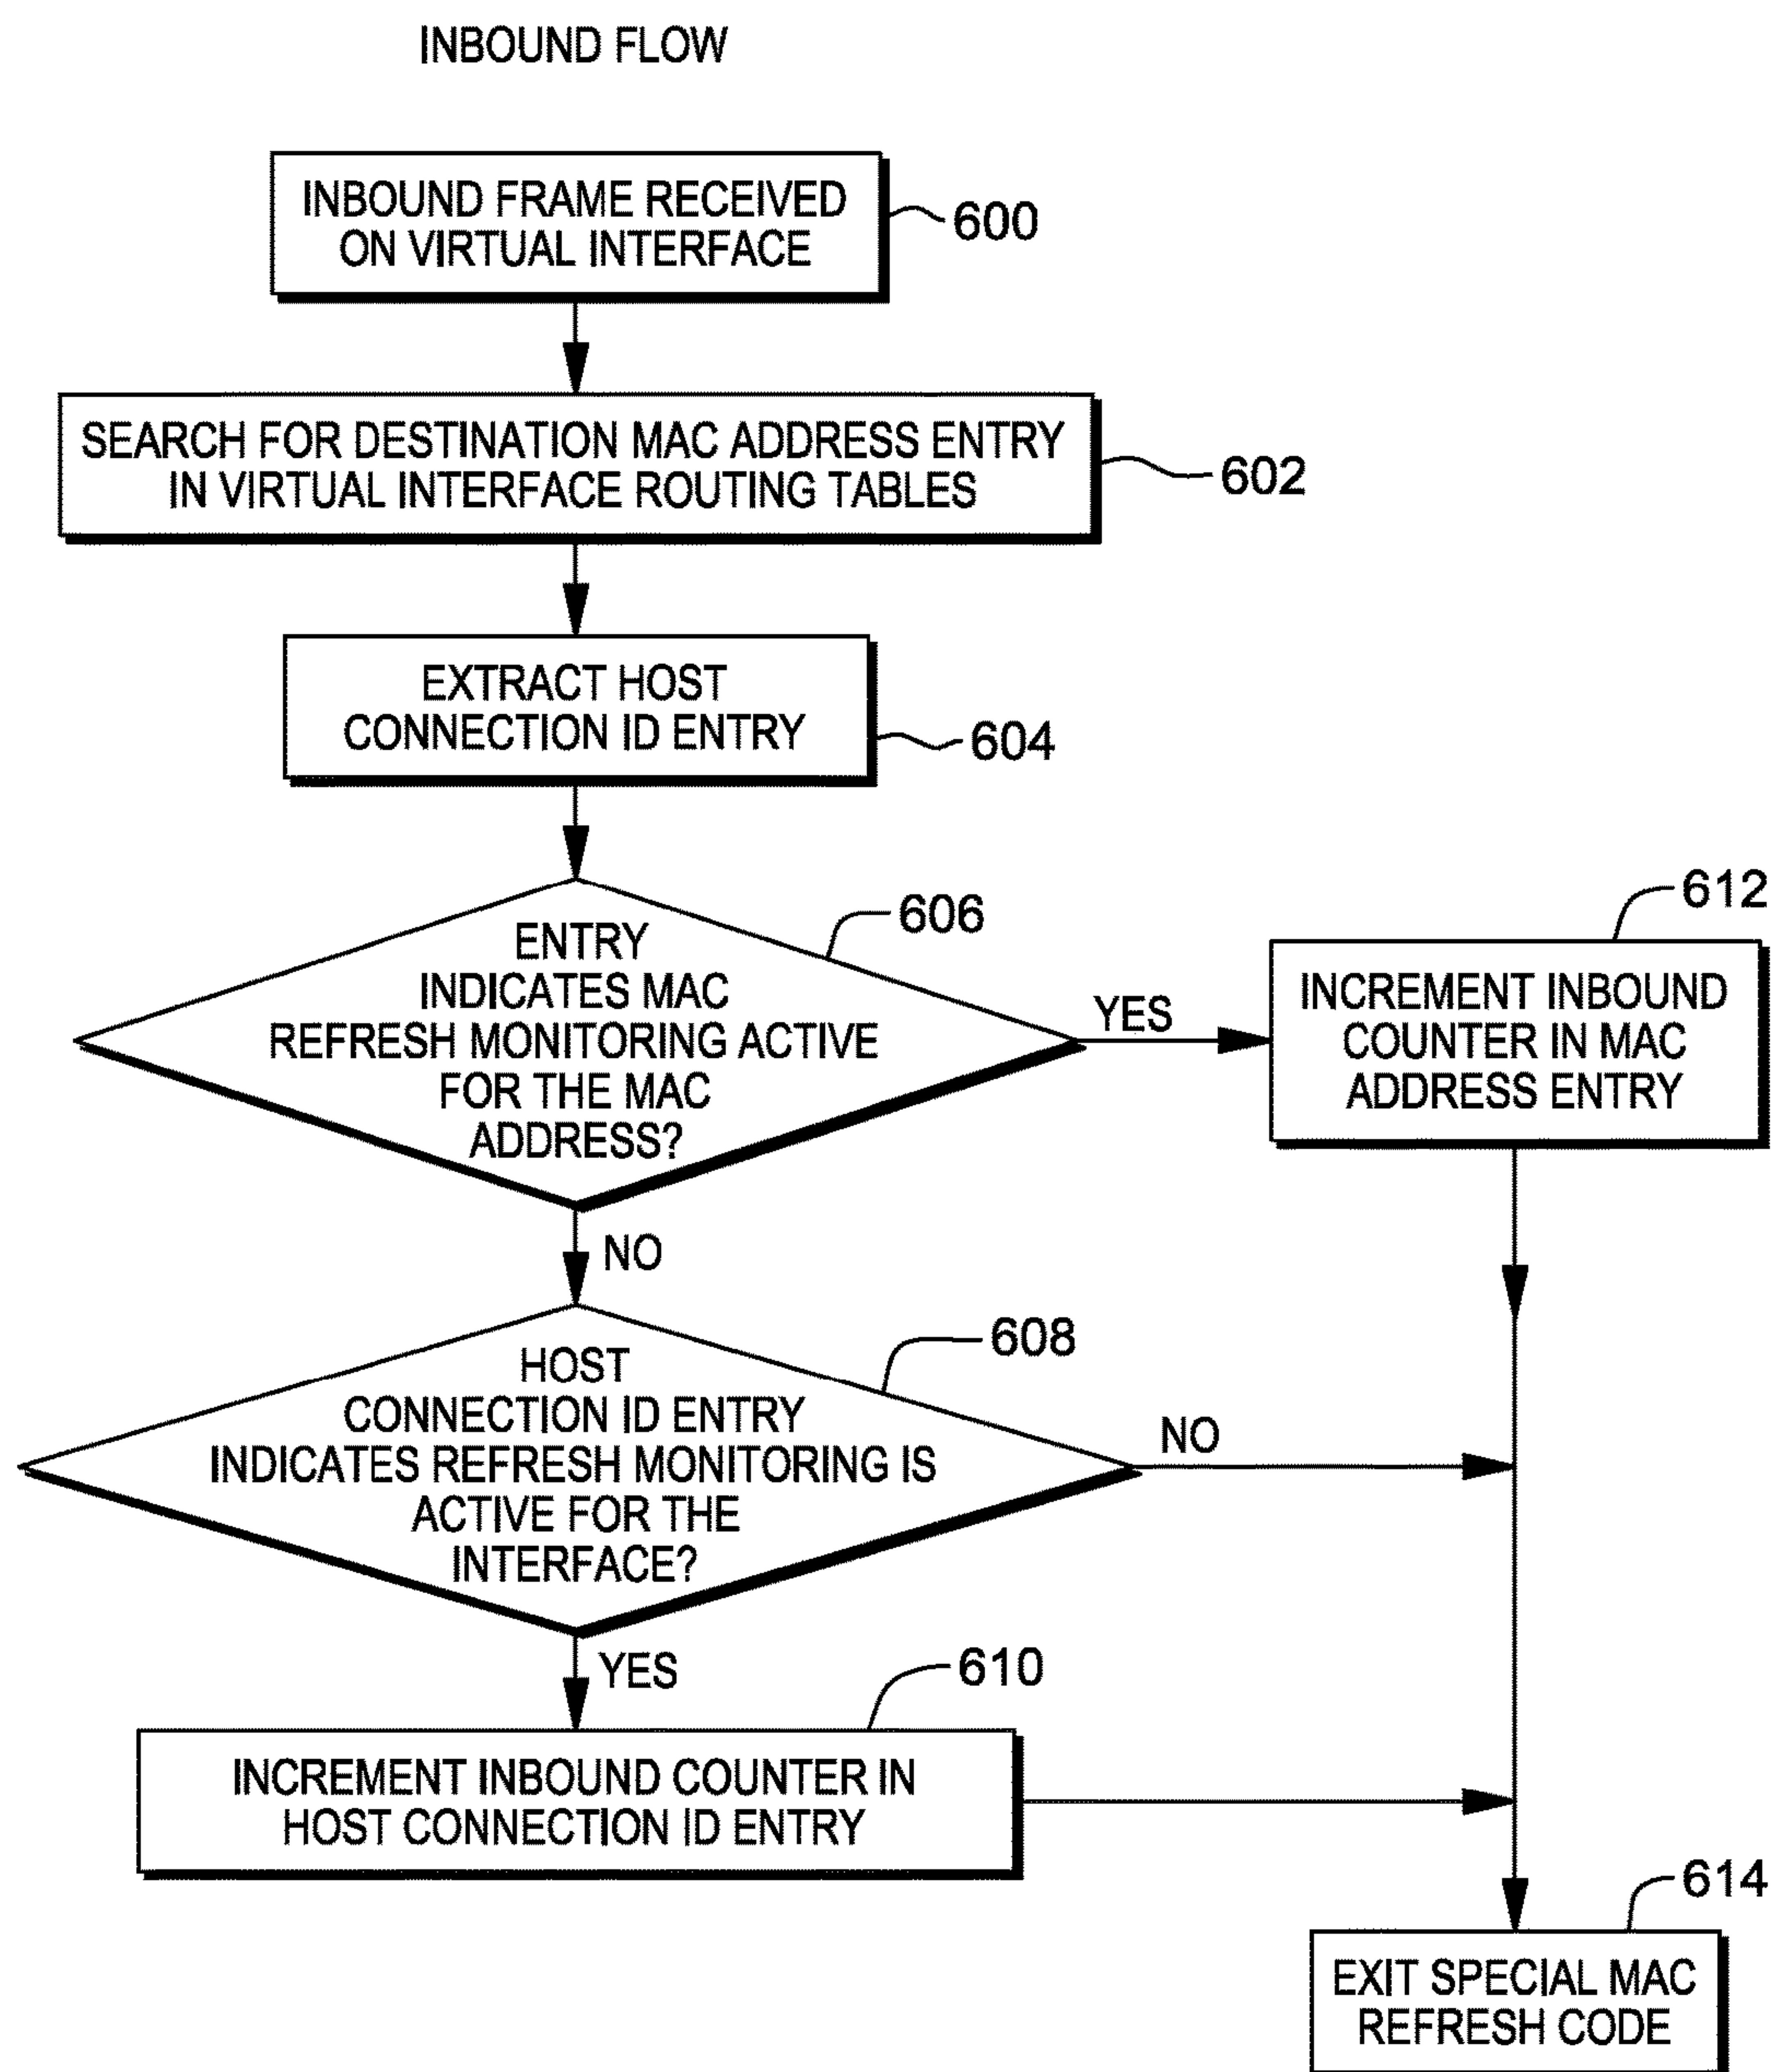 INBOUND FLOW
INBOUND FRAME RECEIVED
ON VIRTUAL INTERFACE
600
SEARCH FOR DESTINATION MAC ADDRESS ENTRY
IN VIRTUAL INTERFACE ROUTING TABLES
602
EXTRACT HOST
CONNECTION ID ENTRY
604
606
ENTRY
INDICATES MAC
REFRESH MONITORING ACTIVE
FOR THE MAC
ADDRESS?
YES
612
INCREMENT INBOUND
COUNTER IN MAC
ADDRESS ENTRY
NO
608
HOST
CONNECTION ID ENTRY
INDICATES REFRESH MONITORING IS
ACTIVE FOR THE
INTERFACE?
NO
YES
610
INCREMENT INBOUND COUNTER IN
HOST CONNECTION ID ENTRY
614
EXIT SPECIAL MAC
REFRESH CODE